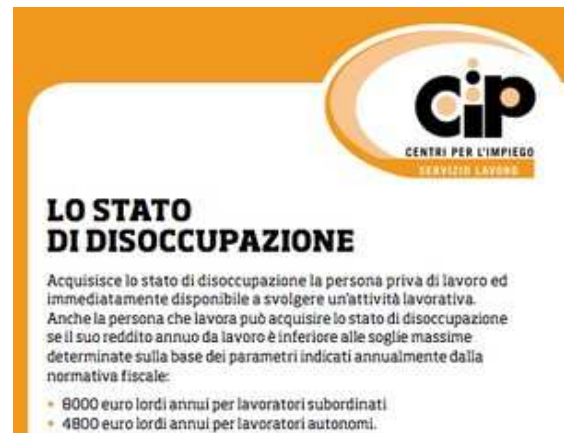 CiP
CENTRI PER L'IMPIEGO
SERVIZIO LAVORO
LO STATO
DI DISOCCUPAZIONE
Acquisisce lo stato di disoccupazione la persona priva di lavoro ed
immediatamente disponibile a svolgere un'attività lavorativa.
Anche la persona che lavora può acquisire lo stato di disoccupazione
se il suo reddito annuo da lavoro è inferiore alle soglie massime
determinate sulla base dei parametri indicati annualmente dalla
normativa fiscale:
• 8000 euro lordi annui per lavoratori subordinati
• 4800 euro lordi annui per lavoratori autonomi.